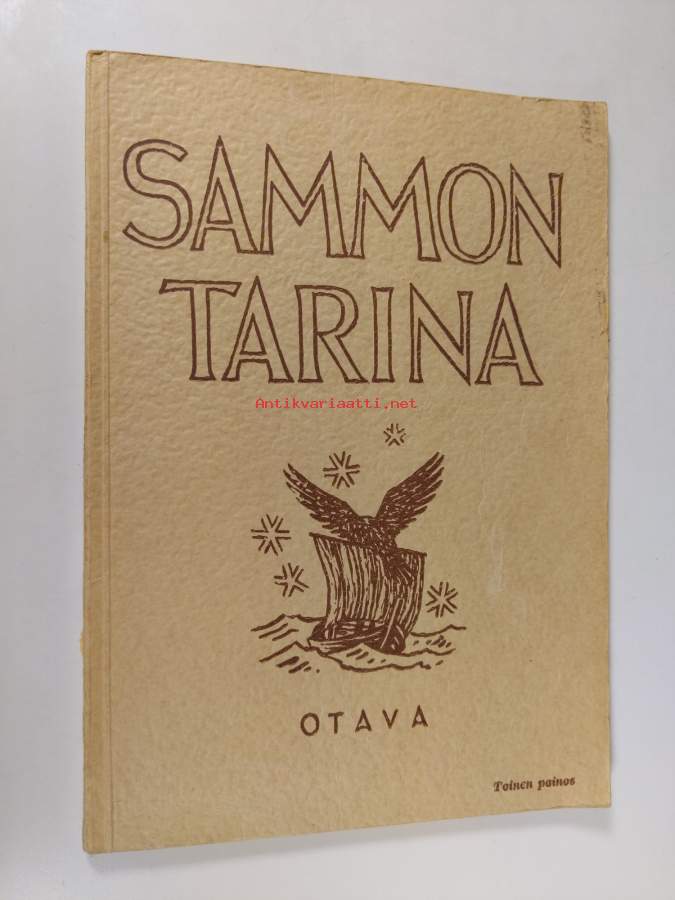 SAMMON
TARINA
Antikvariaatti.net
OTAVA
Toinen painos